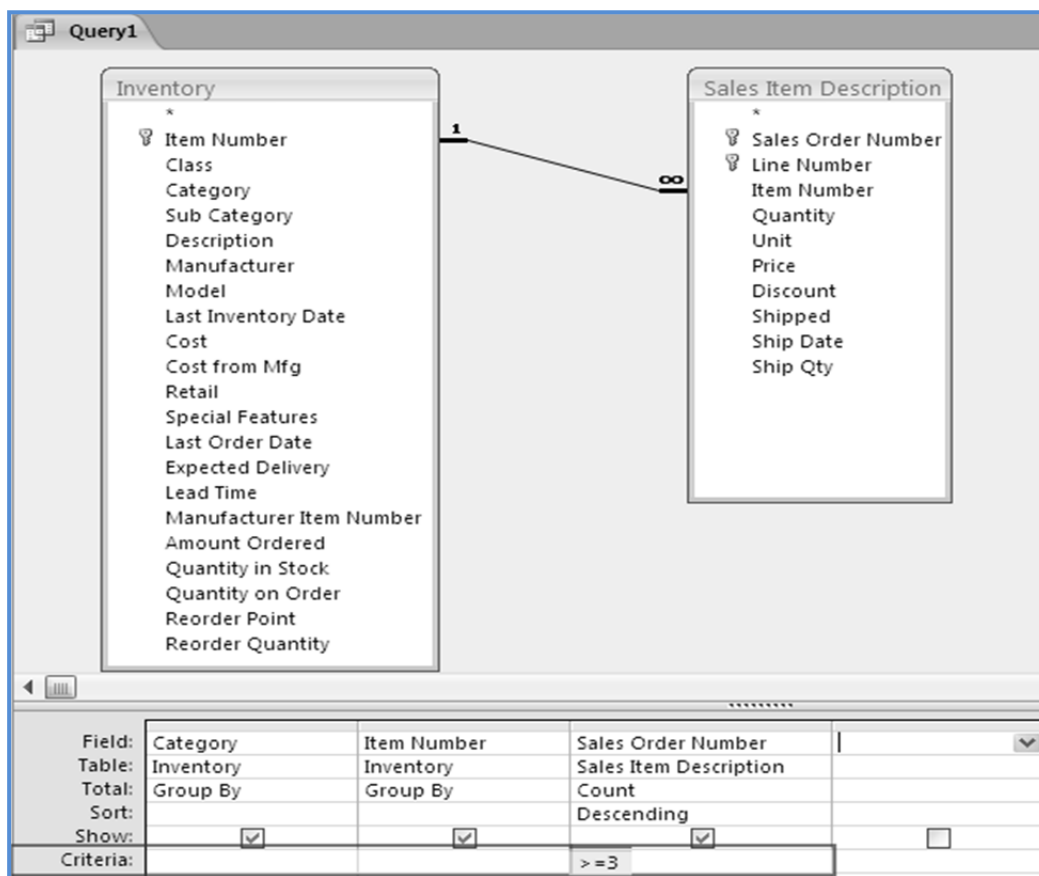 Query1
Inventory
*
Item Number
Class
Category
Sub Category
Description
Manufacturer
Model
Last Inventory Date
Cost
Cost from Mfg
Retail
Special Features
Last Order Date
Expected Delivery
Lead Time
Manufacturer Item Number
Amount Ordered
Quantity in Stock
Quantity on Order
Reorder Point
Reorder Quantity
1
∞
Sales Item Description
*
Sales Order Number
Line Number
Item Number
Quantity
Unit
Price
Discount
Shipped
Ship Date
Ship Qty
Field: Category Item Number Sales Order Number
Table: Inventory Inventory Sales Item Description
Total: Group By Group By Count
Sort: Descending
Show:
Criteria: >=3